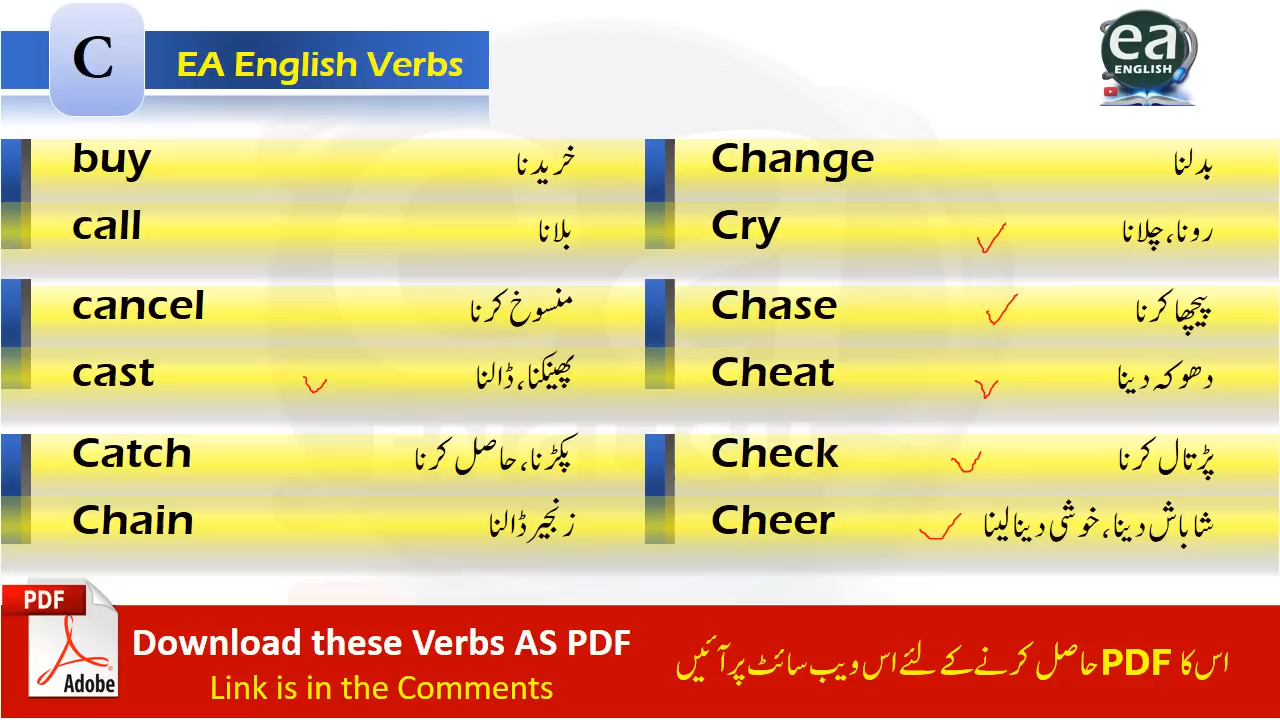 C
EA English Verbs
ea
ENGLISH
buy خریدنا
call بلانا
cancel منسوخ کرنا
cast پھینکنا، ڈالنا
Catch پکڑنا، حاصل کرنا
Chain زنجیر ڈالنا
Change بدلنا
Cry رونا، چلانا
Chase پیچھا کرنا
Cheat دھوکہ دینا
Check پڑتال کرنا
Cheer شاباش دینا، خوشی دینا لینا
PDF
Adobe
Download these Verbs AS PDF
Link is in the Comments
اس کا PDF حاصل کرنے کے لئے اس ویب سائٹ پر آئیں